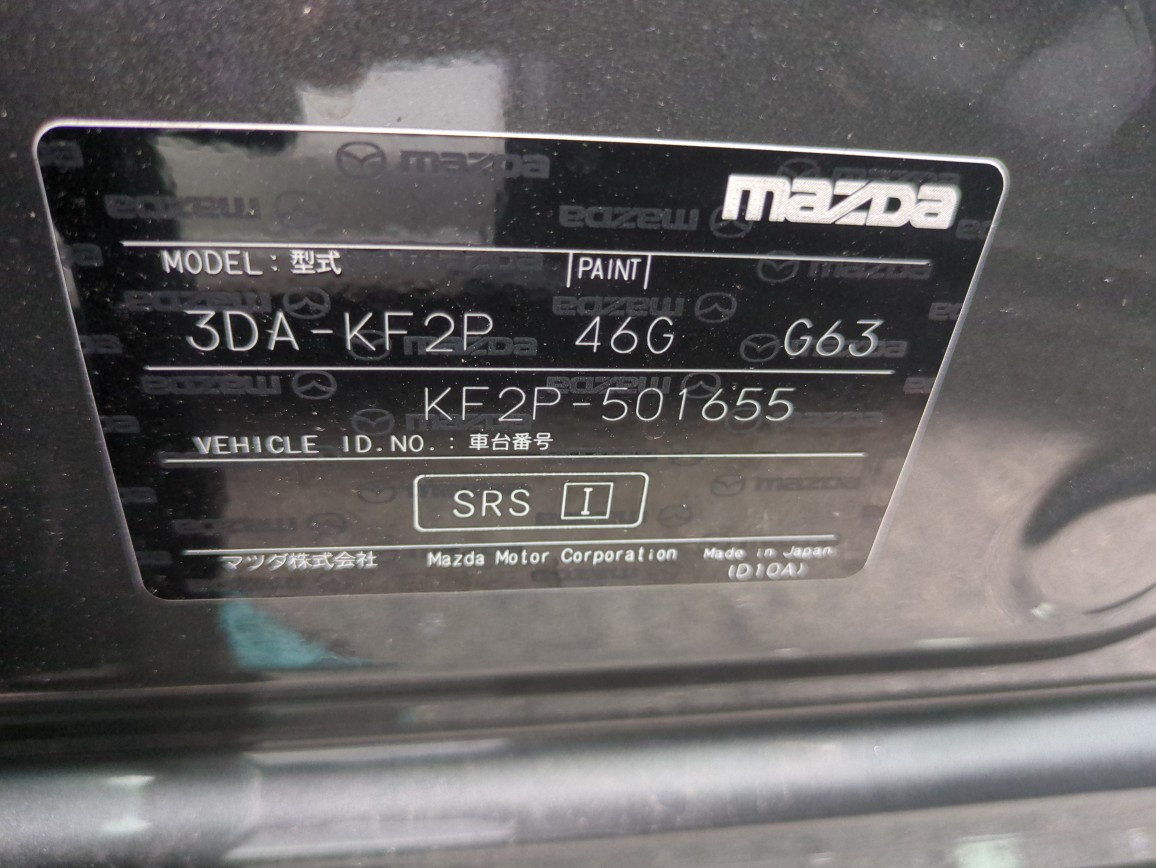 mazda
MODEL: 型式 PAINT
3DA-KF2P 46G G63
KF2P-501655
VEHICLE ID.NO.: 車台番号
SRS I
マツダ株式会社 Mazda Motor Corporation Made in Japan
(D10A)